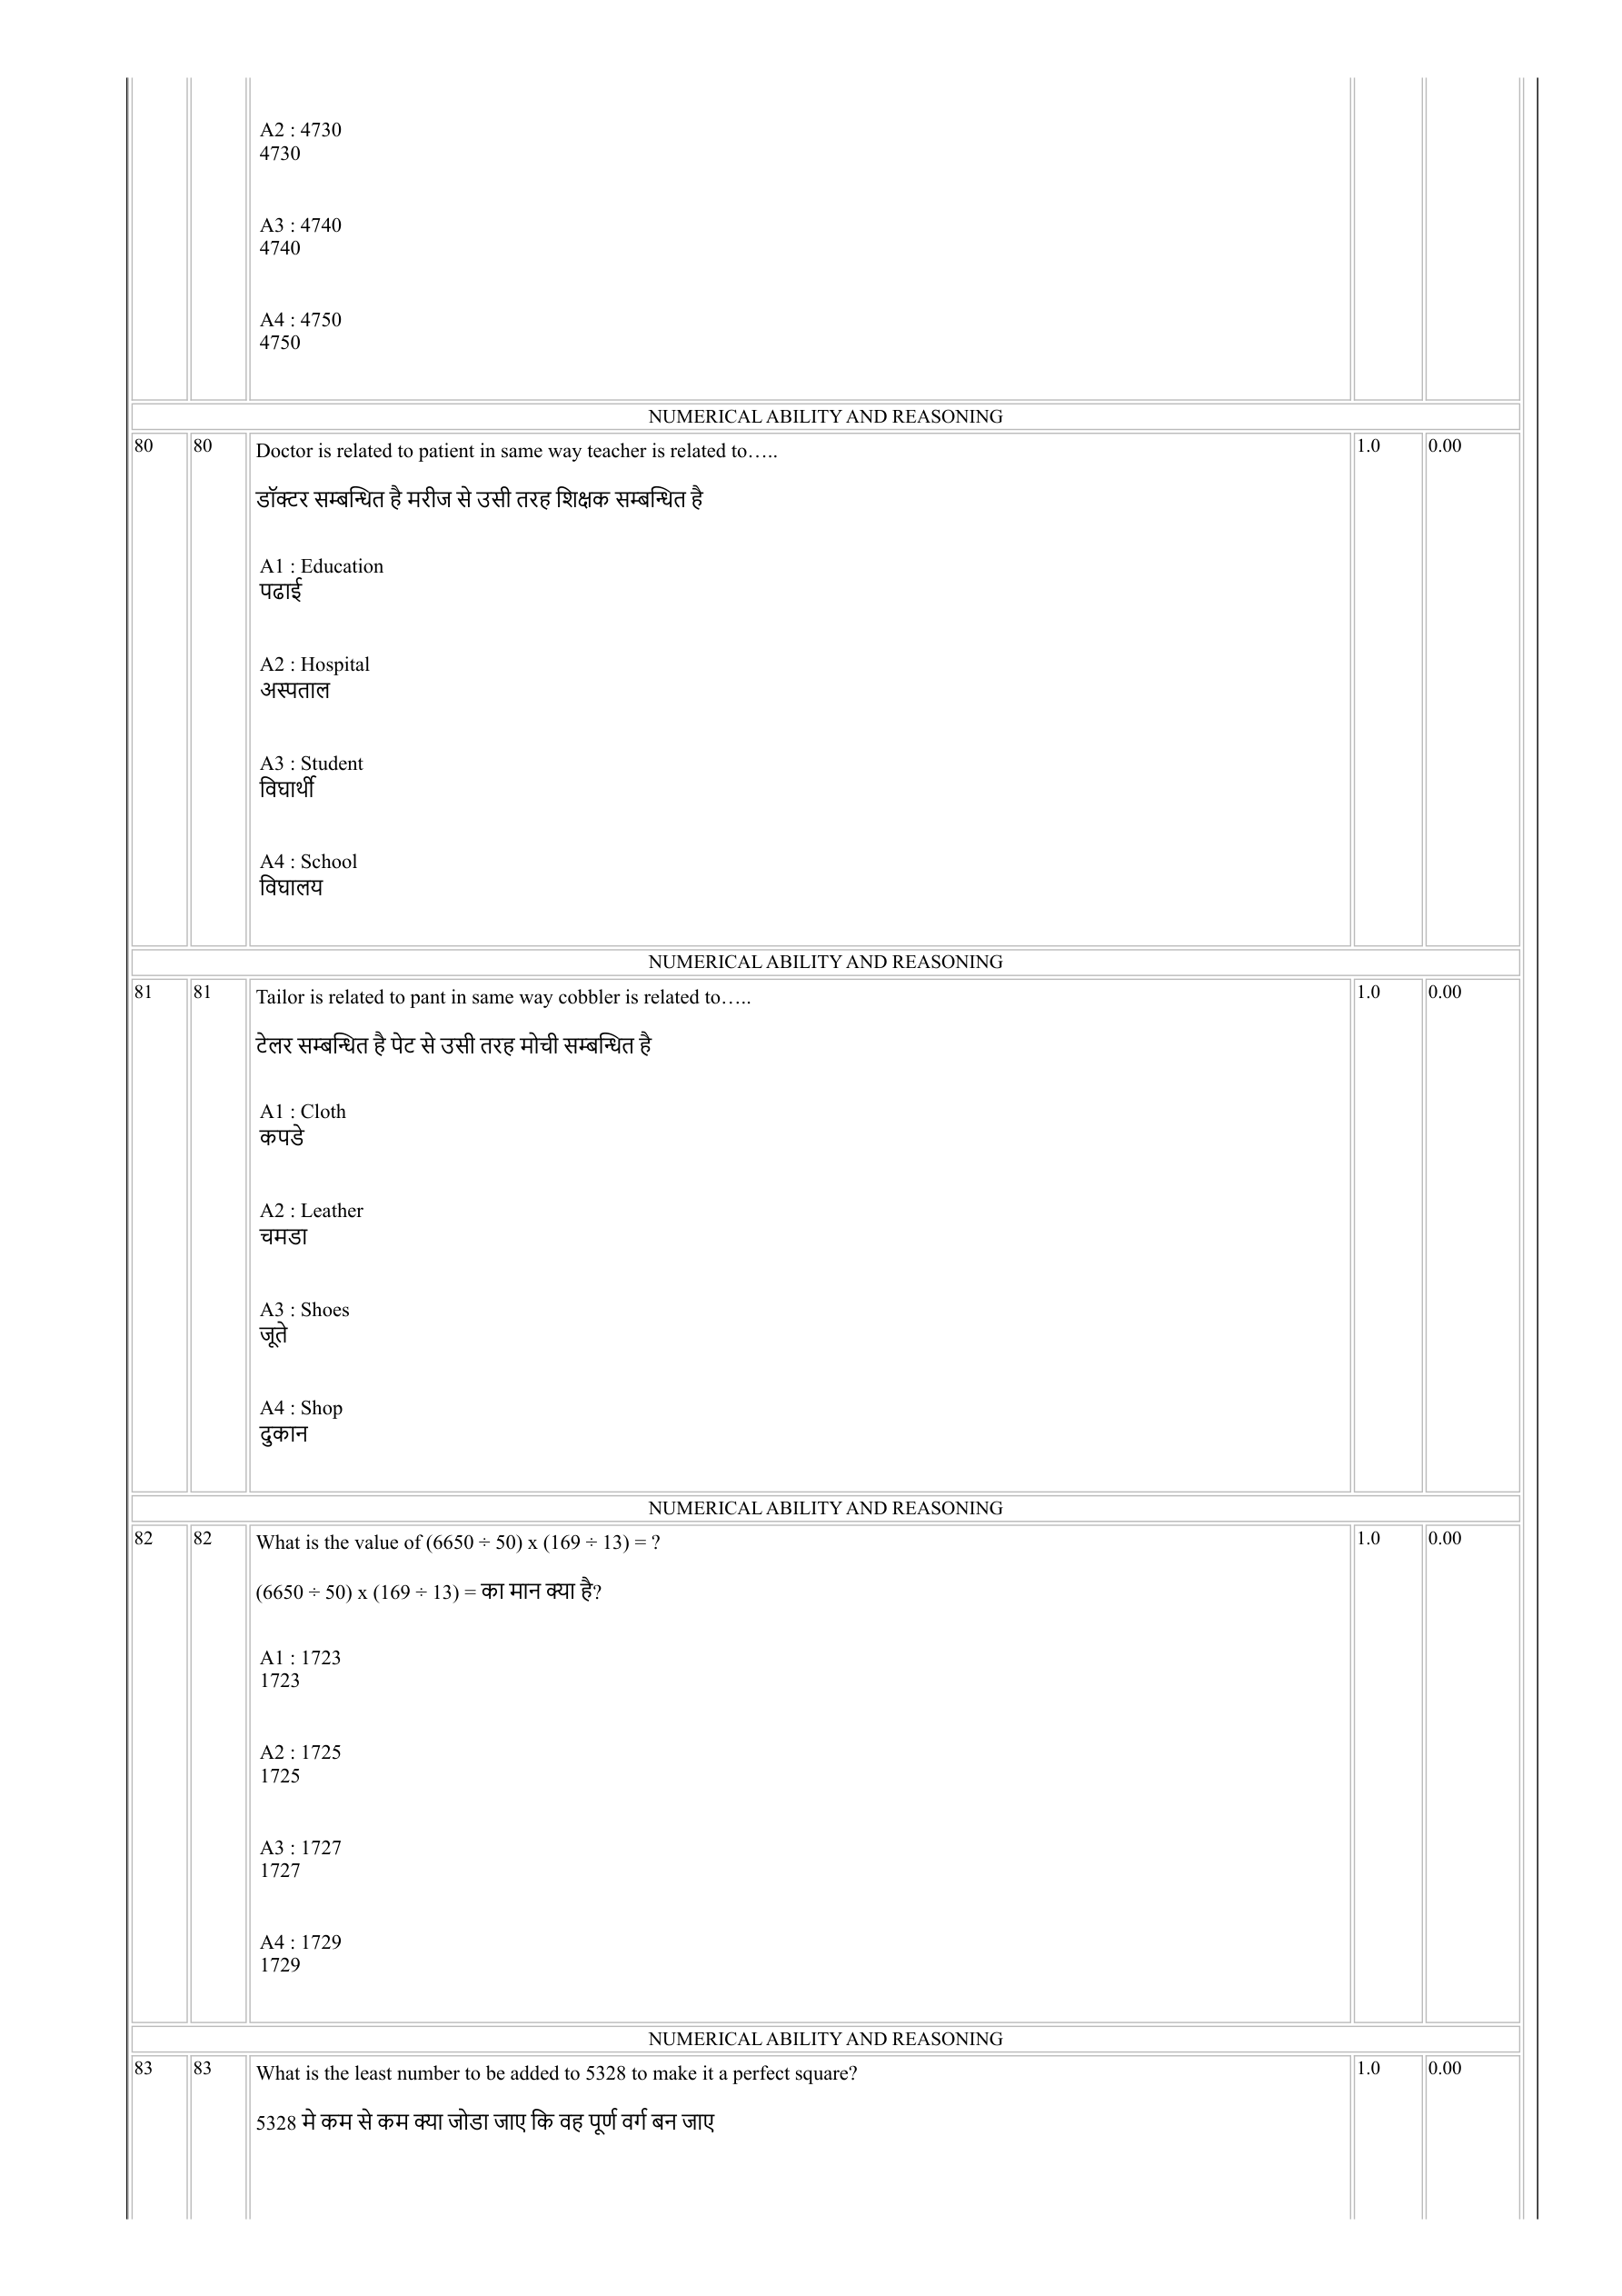 A2 : 4730
4730
A3 : 4740
4740
A4 : 4750
4750
NUMERICAL ABILITY AND REASONING
80 80 Doctor is related to patient in same way teacher is related to….. 1.0 0.00
डॉक्टर सम्बन्धित है मरीज से उसी तरह शिक्षक सम्बन्धित है
A1 : Education
पढाई
A2 : Hospital
अस्पताल
A3 : Student
विघार्थी
A4 : School
विघालय
NUMERICAL ABILITY AND REASONING
81 81 Tailor is related to pant in same way cobbler is related to….. 1.0 0.00
टेलर सम्बन्धित है पेट से उसी तरह मोची सम्बन्धित है
A1 : Cloth
कपडे
A2 : Leather
चमडा
A3 : Shoes
जूते
A4 : Shop
दुकान
NUMERICAL ABILITY AND REASONING
82 82 What is the value of (6650 ÷ 50) x (169 ÷ 13) = ? 1.0 0.00
(6650 ÷ 50) x (169 ÷ 13) = का मान क्या है?
A1 : 1723
1723
A2 : 1725
1725
A3 : 1727
1727
A4 : 1729
1729
NUMERICAL ABILITY AND REASONING
83 83 What is the least number to be added to 5328 to make it a perfect square? 1.0 0.00
5328 मे कम से कम क्या जोडा जाए कि वह पूर्ण वर्ग बन जाए